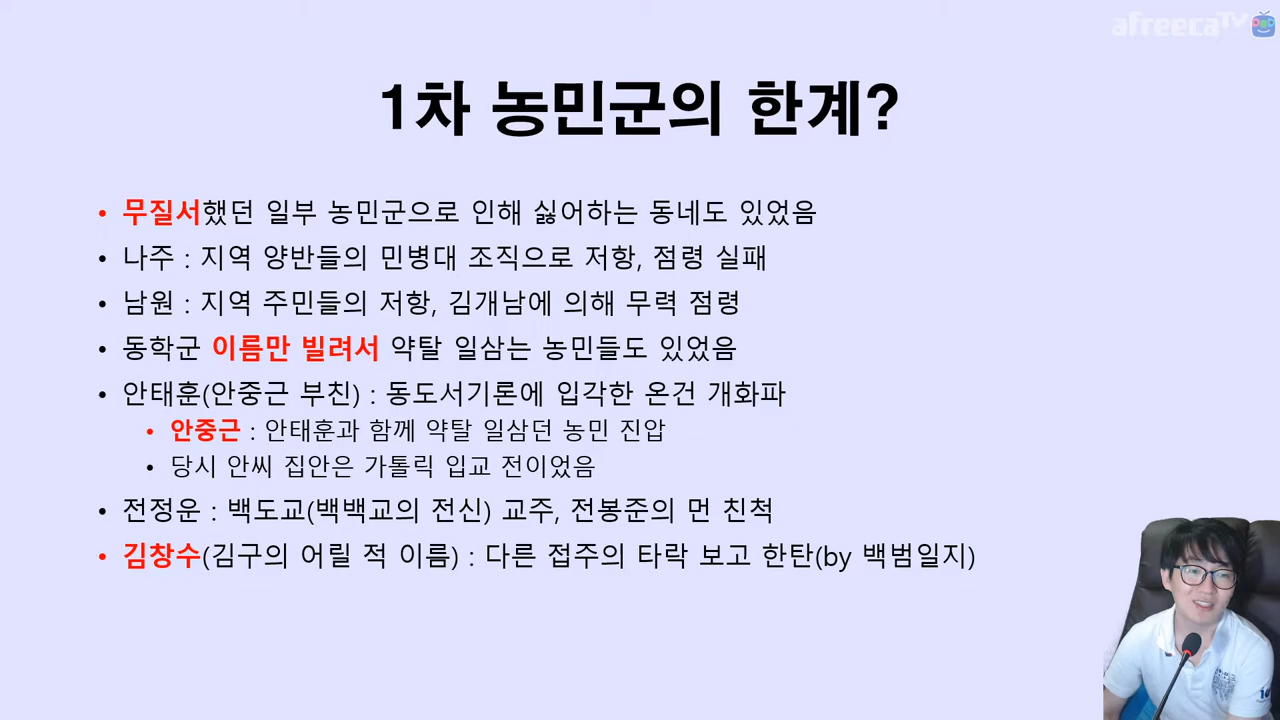 afreecaTV
1차 농민군의 한계?
• 무질서했던 일부 농민군으로 인해 싫어하는 동네도 있었음
• 나주 : 지역 양반들의 민병대 조직으로 저항, 점령 실패
• 남원 : 지역 주민들의 저항, 김개남에 의해 무력 점령
• 동학군 이름만 빌려서 약탈 일삼는 농민들도 있었음
• 안태훈(안중근 부친) : 동도서기론에 입각한 온건 개화파
• 안중근 : 안태훈과 함께 약탈 일삼던 농민 진압
• 당시 안씨 집안은 가톨릭 입교 전이었음
• 전정운 : 백도교(백백교의 전신) 교주, 전봉준의 먼 친척
• 김창수(김구의 어릴 적 이름) : 다른 접주의 타락 보고 한탄(by 백범일지)